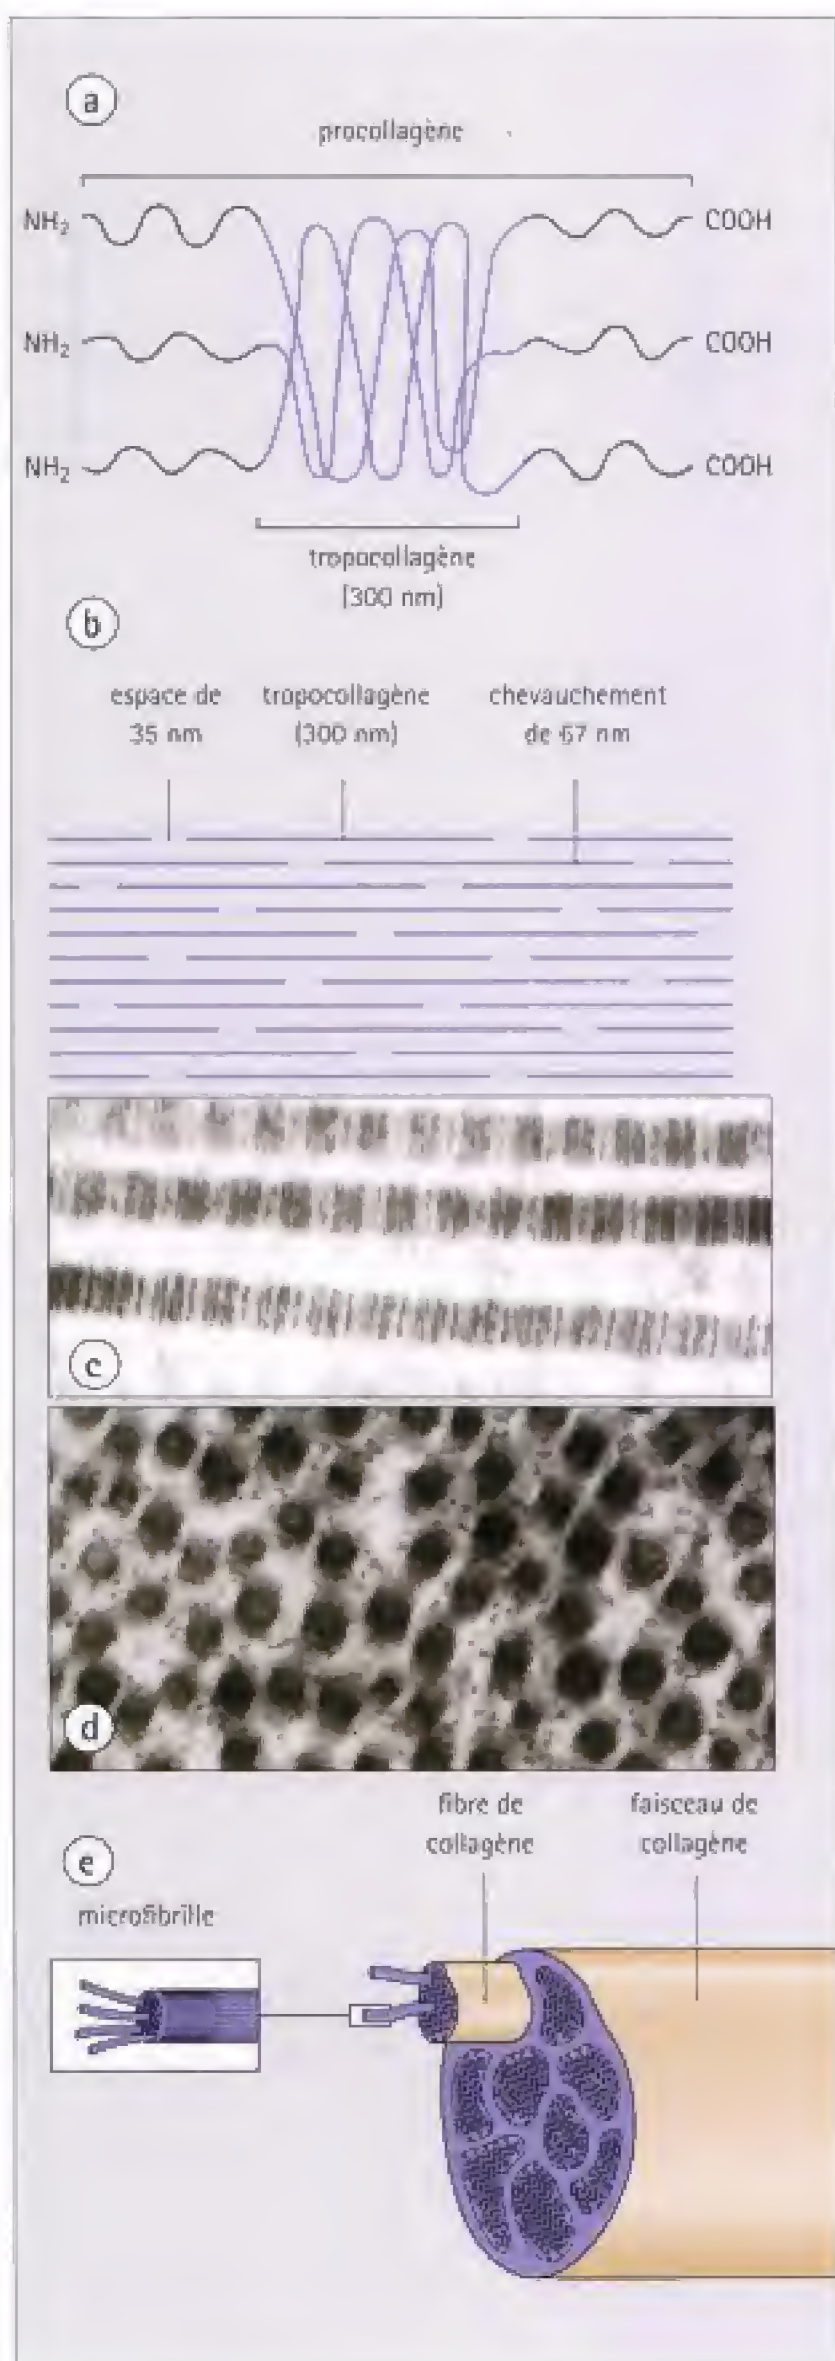 a
procollagène
NH₂ COOH
NH₂ COOH
NH₂ COOH
tropocollagène
(300 nm)
b
espace de
35 nm
tropocollagène
(300 nm)
chevauchement
de 67 nm
c
d
e
fibre de
collagène
faisceau de
collagène
microfibrille